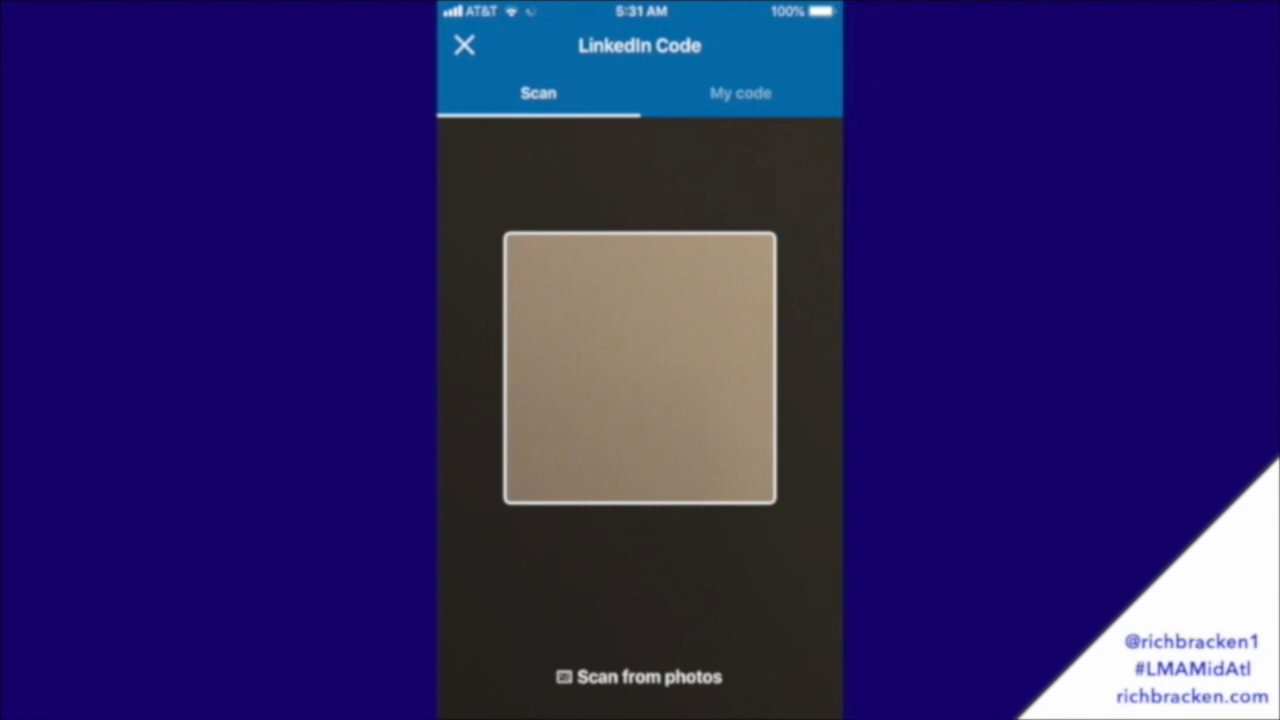 AT&T 5:31 AM 100%
LinkedIn Code
Scan My code
Scan from photos
@richbracken1
#LMAMidAtl
richbracken.com